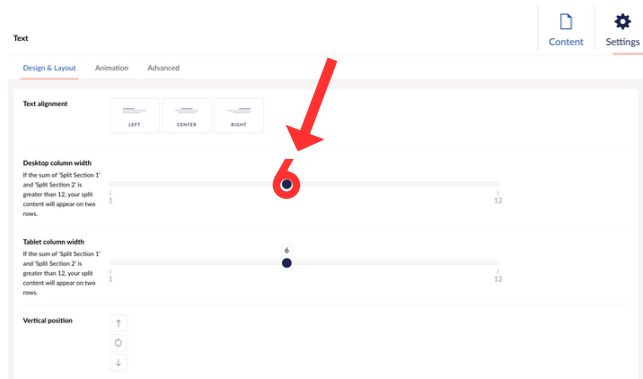 Content
Settings
Text
Design & Layout Animation Advanced
Text alignment
LEFT CENTER RIGHT
Desktop column width
If the sum of 'Split Section 1'
and 'Split Section 2' is
greater than 12, your split
content will appear on two
rows.
6
1 12
Tablet column width
If the sum of 'Split Section 1'
and 'Split Section 2' is
greater than 12, your split
content will appear on two
rows.
6
1 12
Vertical position